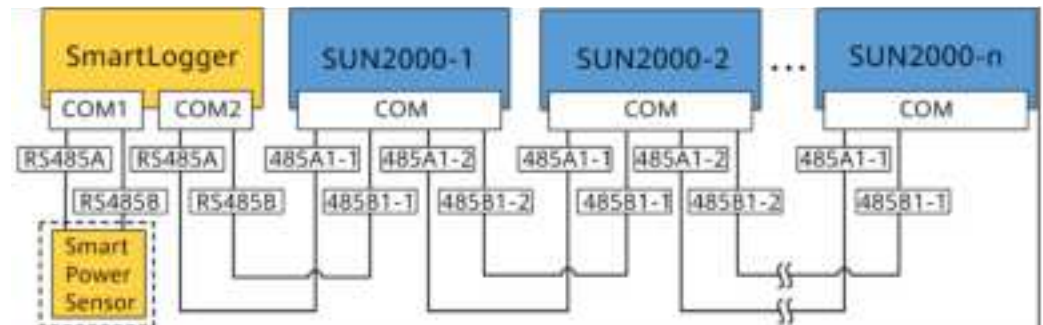 SmartLogger
SUN2000-1
SUN2000-2
...
SUN2000-n
COM1
COM2
COM
COM
COM
RS485A
RS485A
485A1-1
485A1-2
485A1-1
485A1-2
485A1-1
RS485B
RS485B
485B1-1
485B1-2
485B1-1
485B1-2
485B1-1
Smart
Power
Sensor